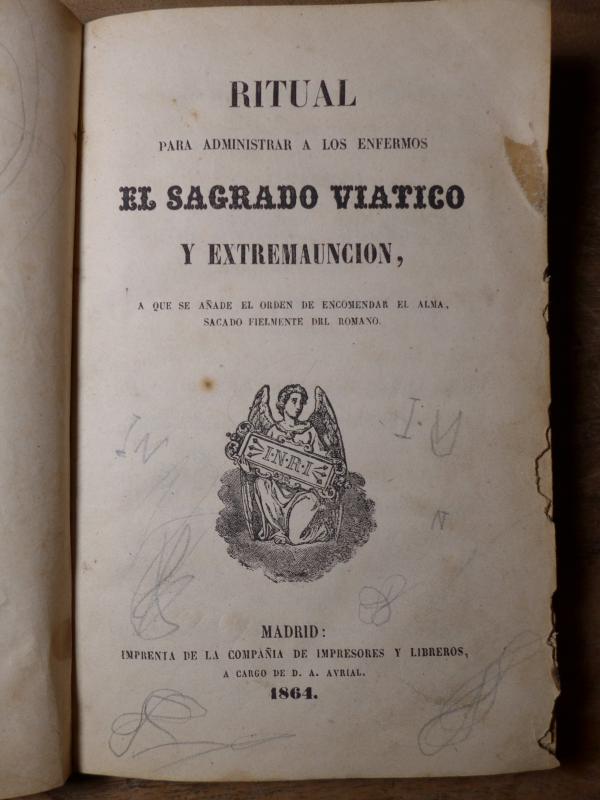 RITUAL
PARA ADMINISTRAR A LOS ENFERMOS
EL SAGRADO VIATICO
Y EXTREMAUNCION,
A QUE SE AÑADE EL ORDEN DE ENCOMENDAR EL ALMA,
SACADO FIELMENTE DRL ROMANO.
I·N·R·I
N
MADRID:
IMPRENTA DE LA COMPAÑIA DE IMPRESORES Y LIBREROS,
A CARGO DE D. A. AVRIAL.
1864.